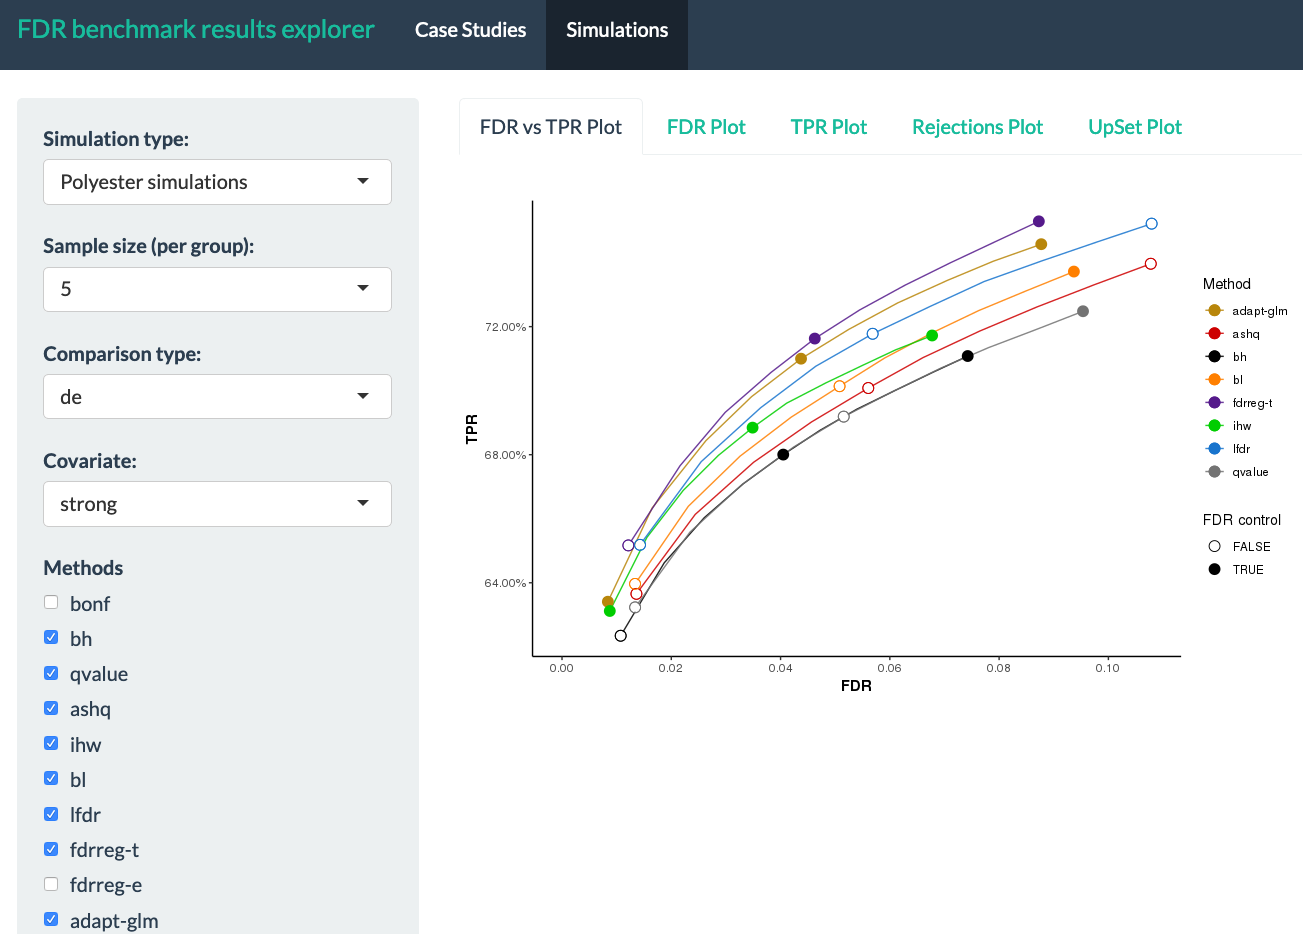 FDR benchmark results explorer Case Studies Simulations
Simulation type:
Polyester simulations
Sample size (per group):
5
Comparison type:
de
Covariate:
strong
Methods
bonf
bh
qvalue
ashq
ihw
bl
lfdr
fdrreg-t
fdrreg-e
adapt-glm
FDR vs TPR Plot FDR Plot TPR Plot Rejections Plot UpSet Plot
TPR
72.00%
68.00%
64.00%
0.00 0.02 0.04 0.06 0.08 0.10
FDR
Method
adapt-glm
ashq
bh
bl
fdrreg-t
ihw
lfdr
qvalue
FDR control
FALSE
TRUE